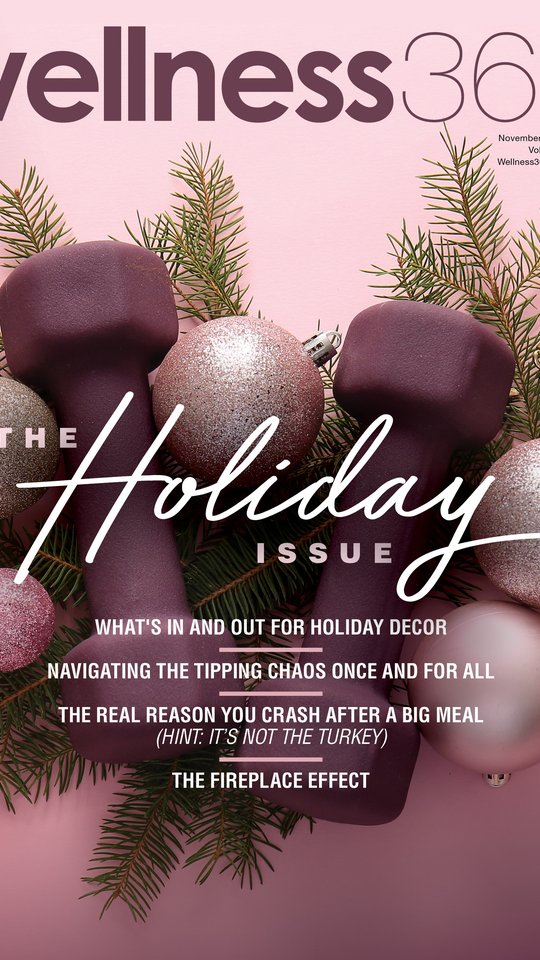 vellness36
November
Vol
Wellness36
THE
Holiday
ISSUE
WHAT'S IN AND OUT FOR HOLIDAY DECOR
NAVIGATING THE TIPPING CHAOS ONCE AND FOR ALL
THE REAL REASON YOU CRASH AFTER A BIG MEAL
(HINT: IT'S NOT THE TURKEY)
THE FIREPLACE EFFECT